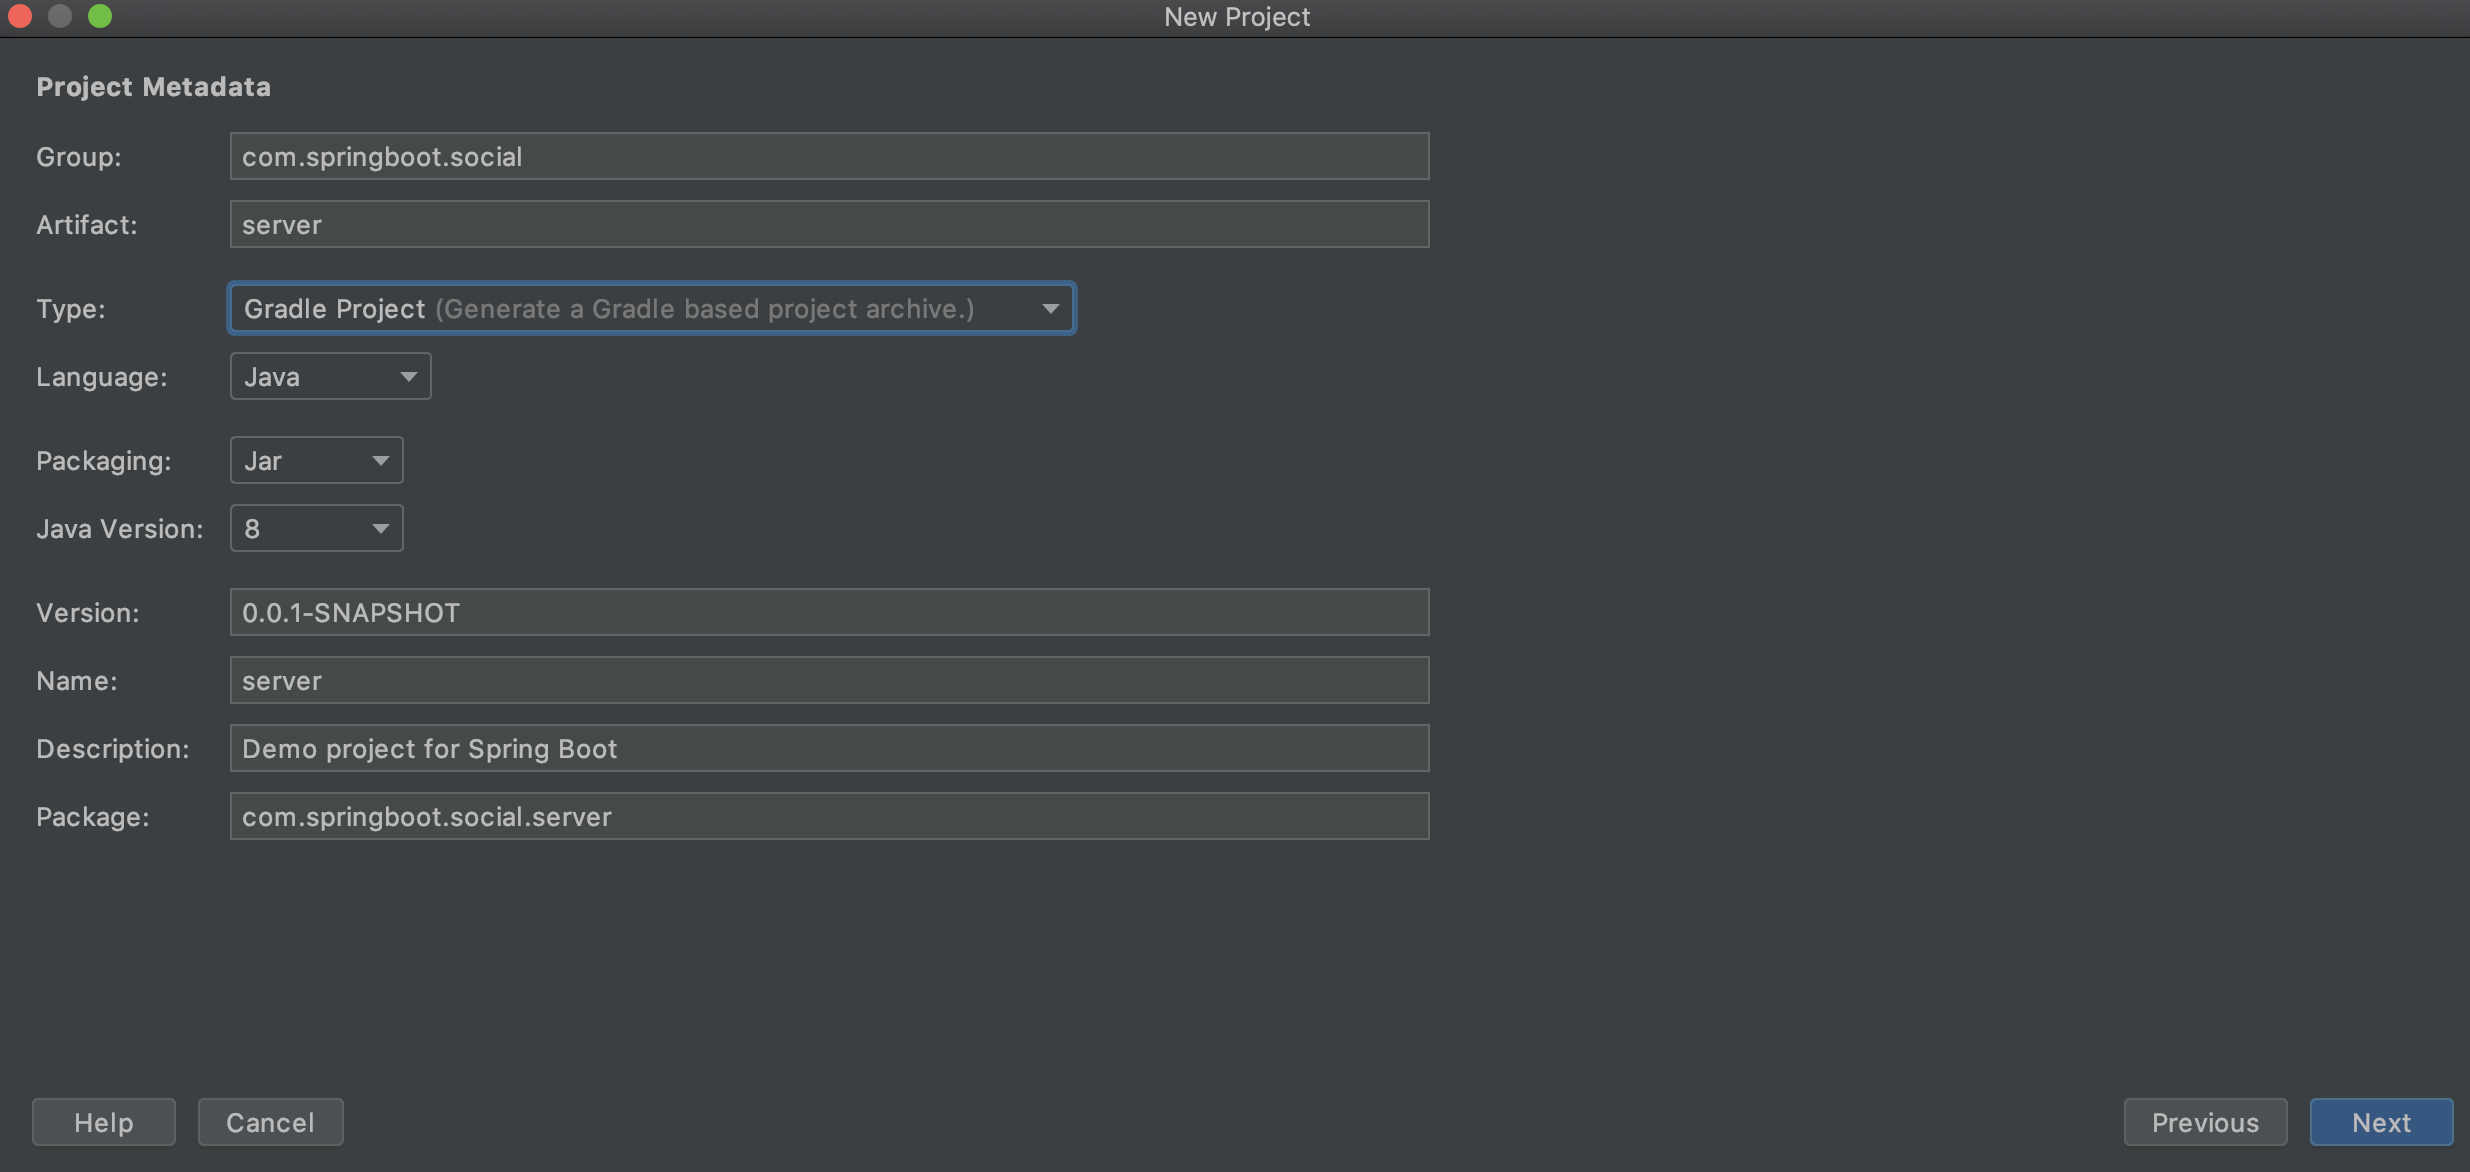 New Project
Project Metadata
Group: com.springboot.social
Artifact: server
Type: Gradle Project (Generate a Gradle based project archive.)
Language: Java
Packaging: Jar
Java Version: 8
Version: 0.0.1-SNAPSHOT
Name: server
Description: Demo project for Spring Boot
Package: com.springboot.social.server
Help Cancel Previous Next